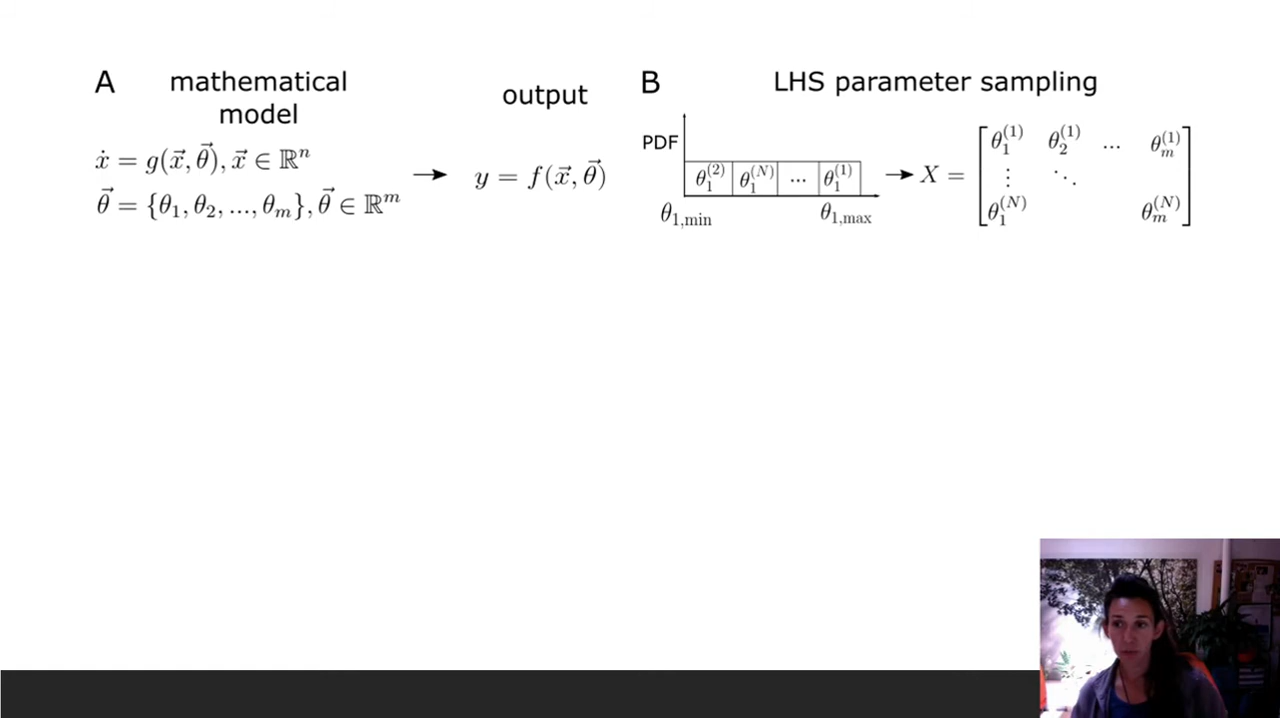 A mathematical model
ẋ = g(x⃗, θ⃗), x⃗ ∈ ℝⁿ
θ⃗ = {θ₁, θ₂, ..., θₘ}, θ⃗ ∈ ℝᵐ
output
y = f(x⃗, θ⃗)
B LHS parameter sampling
PDF
θ₁⁽²⁾ θ₁⁽ᴺ⁾ ... θ₁⁽¹⁾
θ₁,min θ₁,max
X = [θ₁⁽¹⁾ θ₂⁽¹⁾ ... θₘ⁽¹⁾
⋮ ⋱
θ₁⁽ᴺ⁾ θₘ⁽ᴺ⁾]